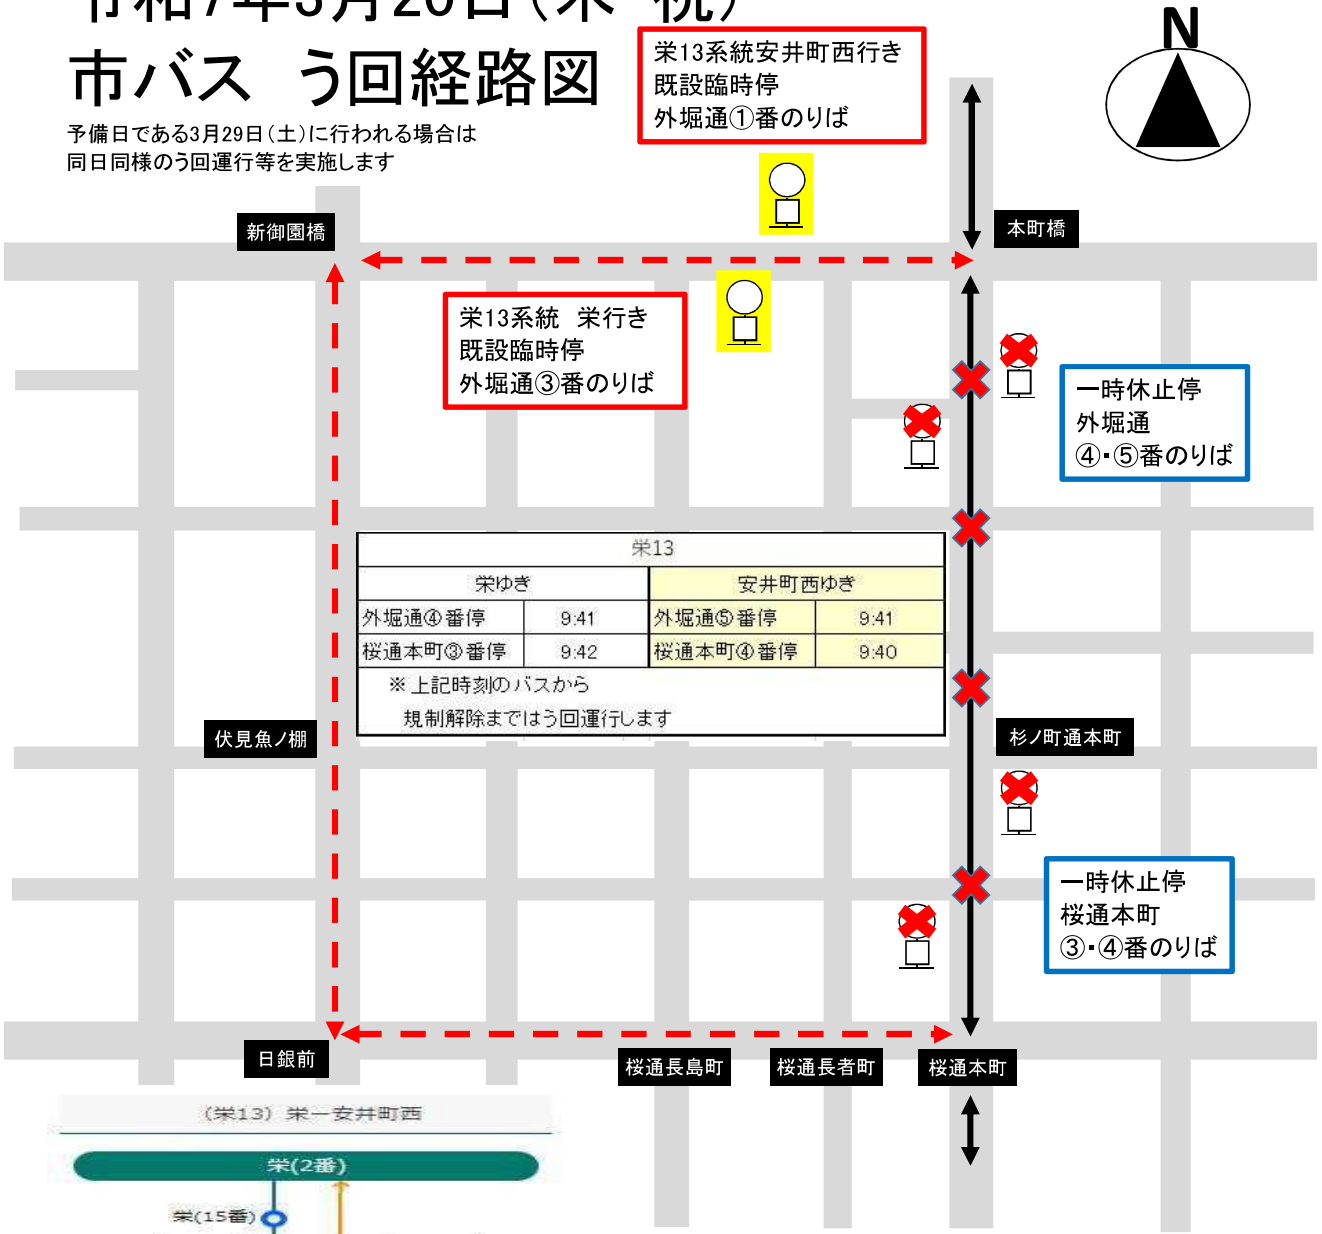 令和7年3月20日(木・祝)
市バス　う回経路図
予備日である3月29日(土)に行われる場合は
同日同様のう回運行等を実施します
栄13系統安井町西行き
既設臨時停
外堀通①番のりば
N
新御園橋
本町橋
栄13系統　栄行き
既設臨時停
外堀通③番のりば
一時休止停
外堀通
④・⑤番のりば
栄13
栄ゆき 安井町西ゆき
外堀通④番停 9:41 外堀通⑤番停 9:41
桜通本町③番停 9:42 桜通本町④番停 9:40
※上記時刻のバスから
規制解除まではう回運行します
伏見魚ノ棚
杉ノ町通本町
一時休止停
桜通本町
③・④番のりば
日銀前
桜通長島町
桜通長者町
桜通本町
(栄13) 栄ー安井町西
栄(2番)
栄(15番)